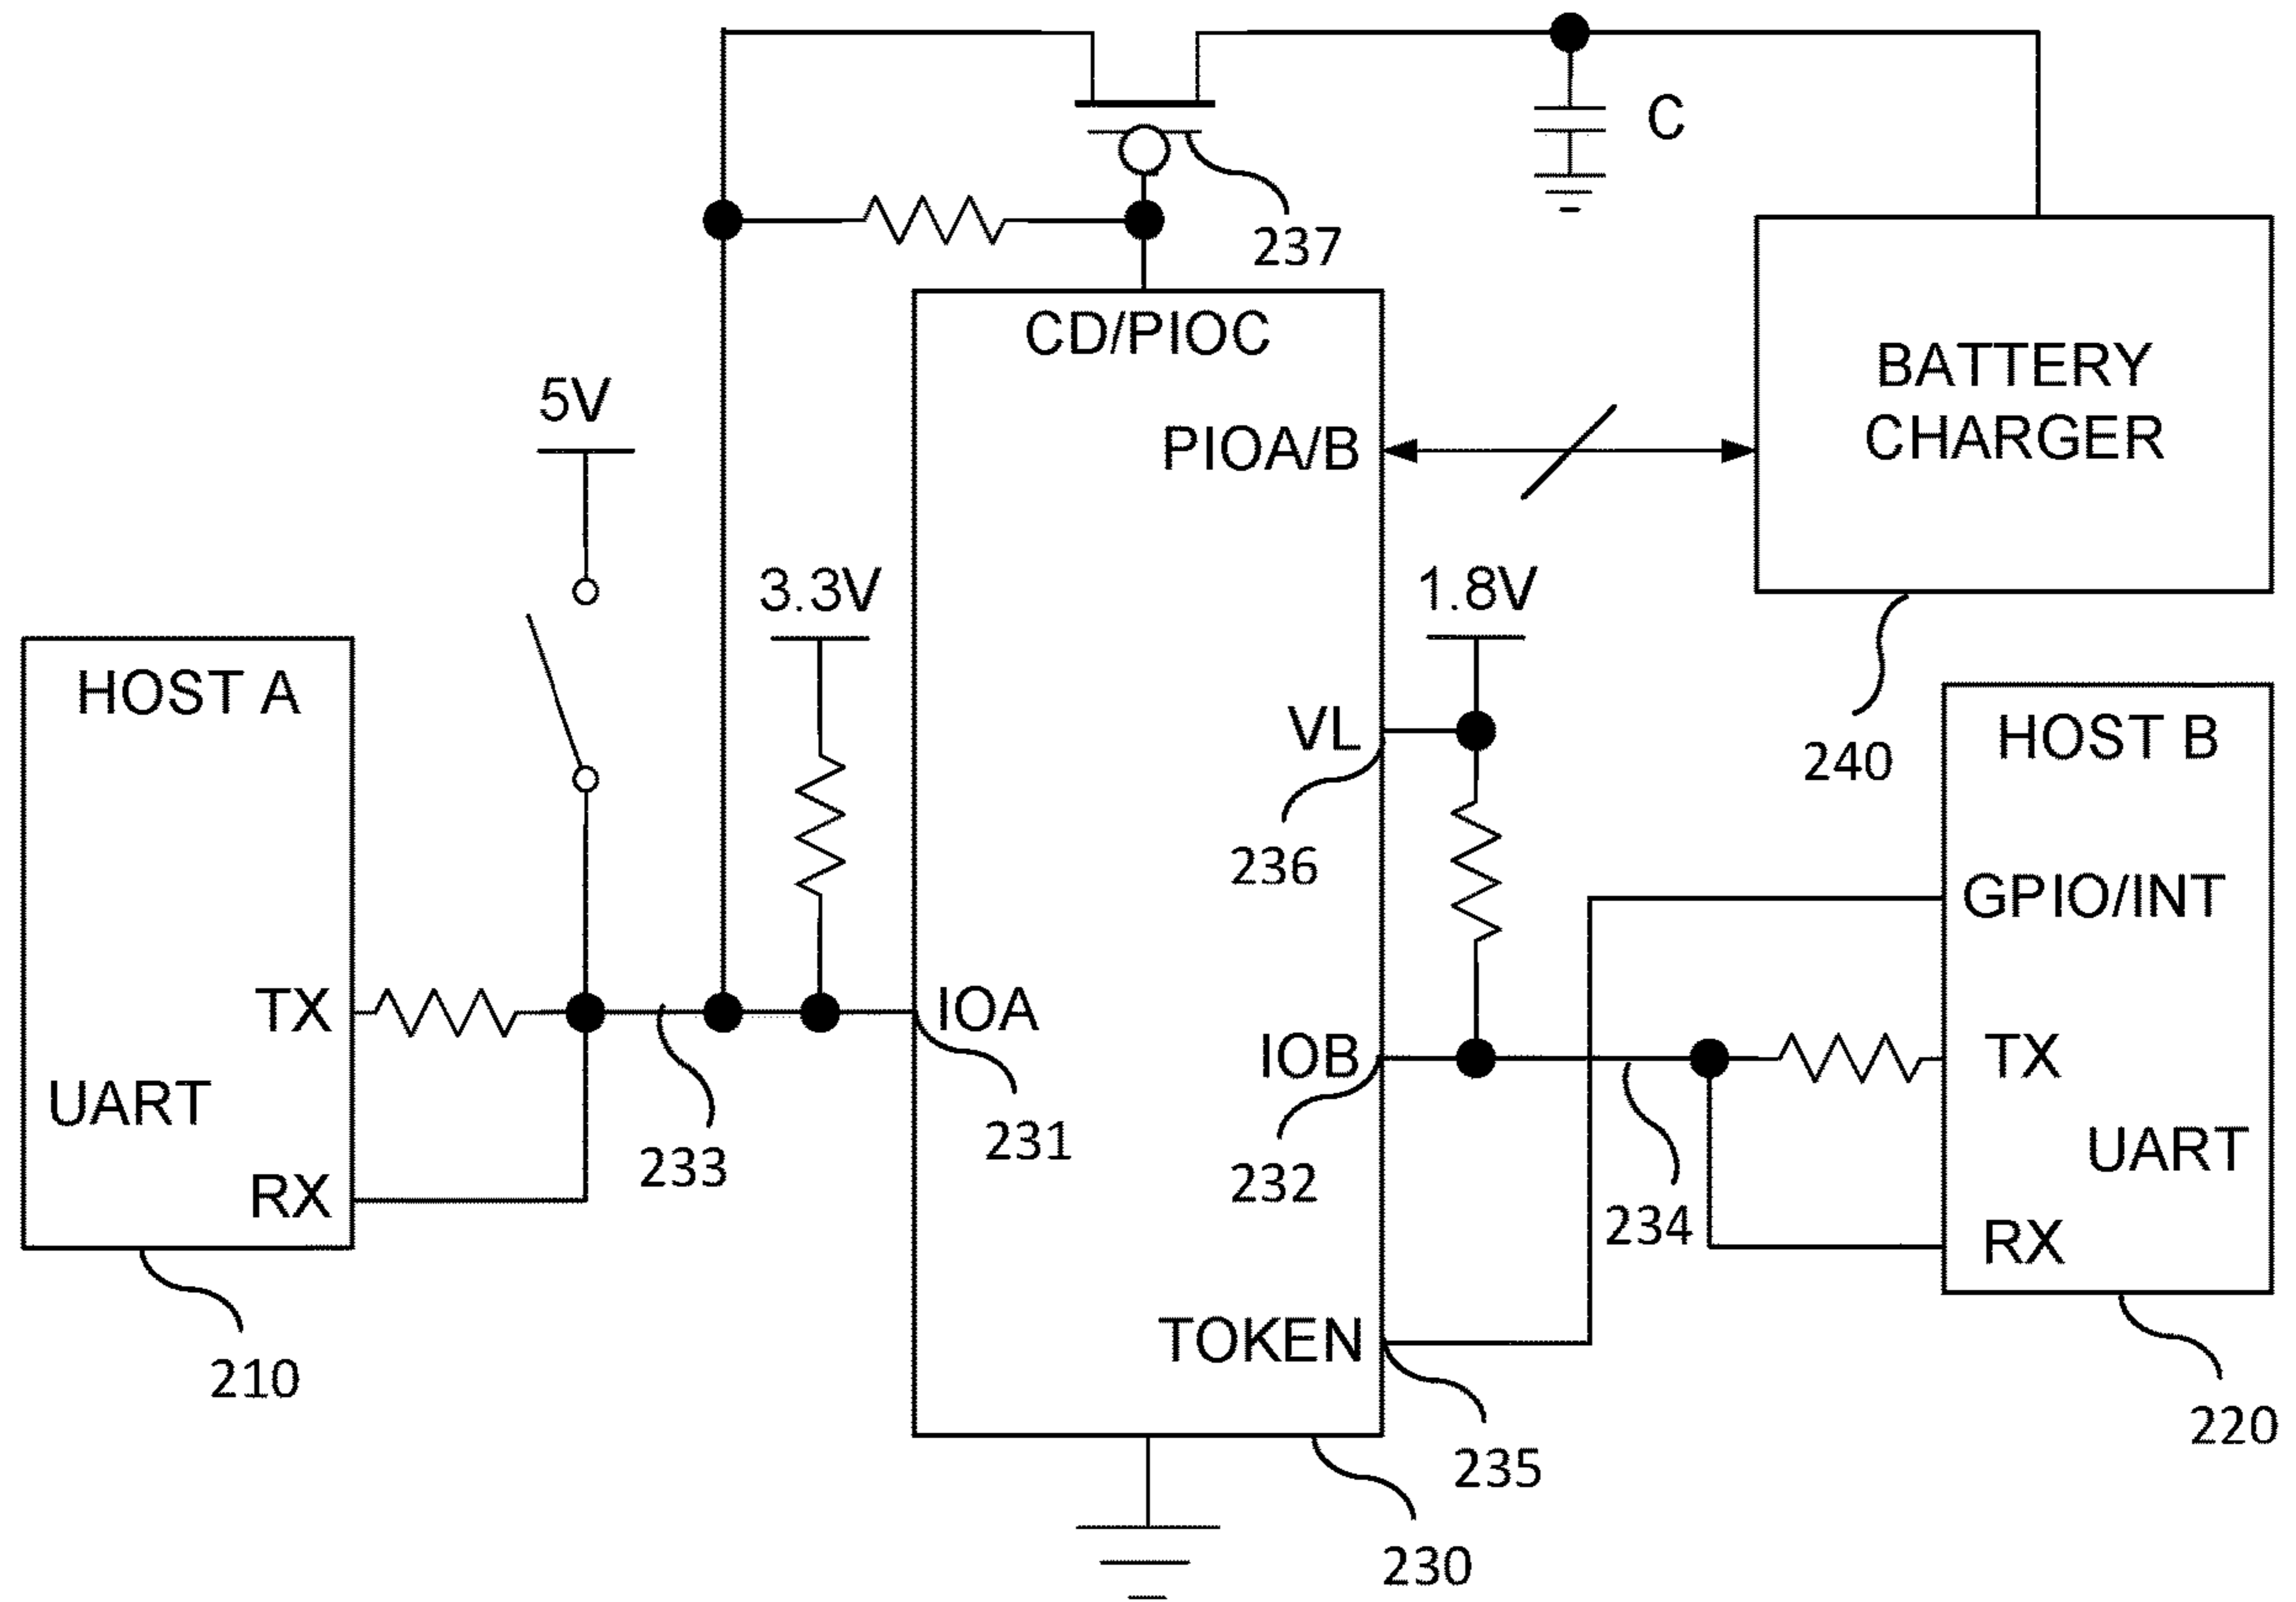 C
237
CD/PIOC
BATTERY
CHARGER
5V
PIOA/B
3.3V
1.8V
HOST A
VL
240
HOST B
236
GPIO/INT
TX
IOA
IOB
TX
UART
231
233
232
UART
RX
234
RX
TOKEN
210
235
220
230